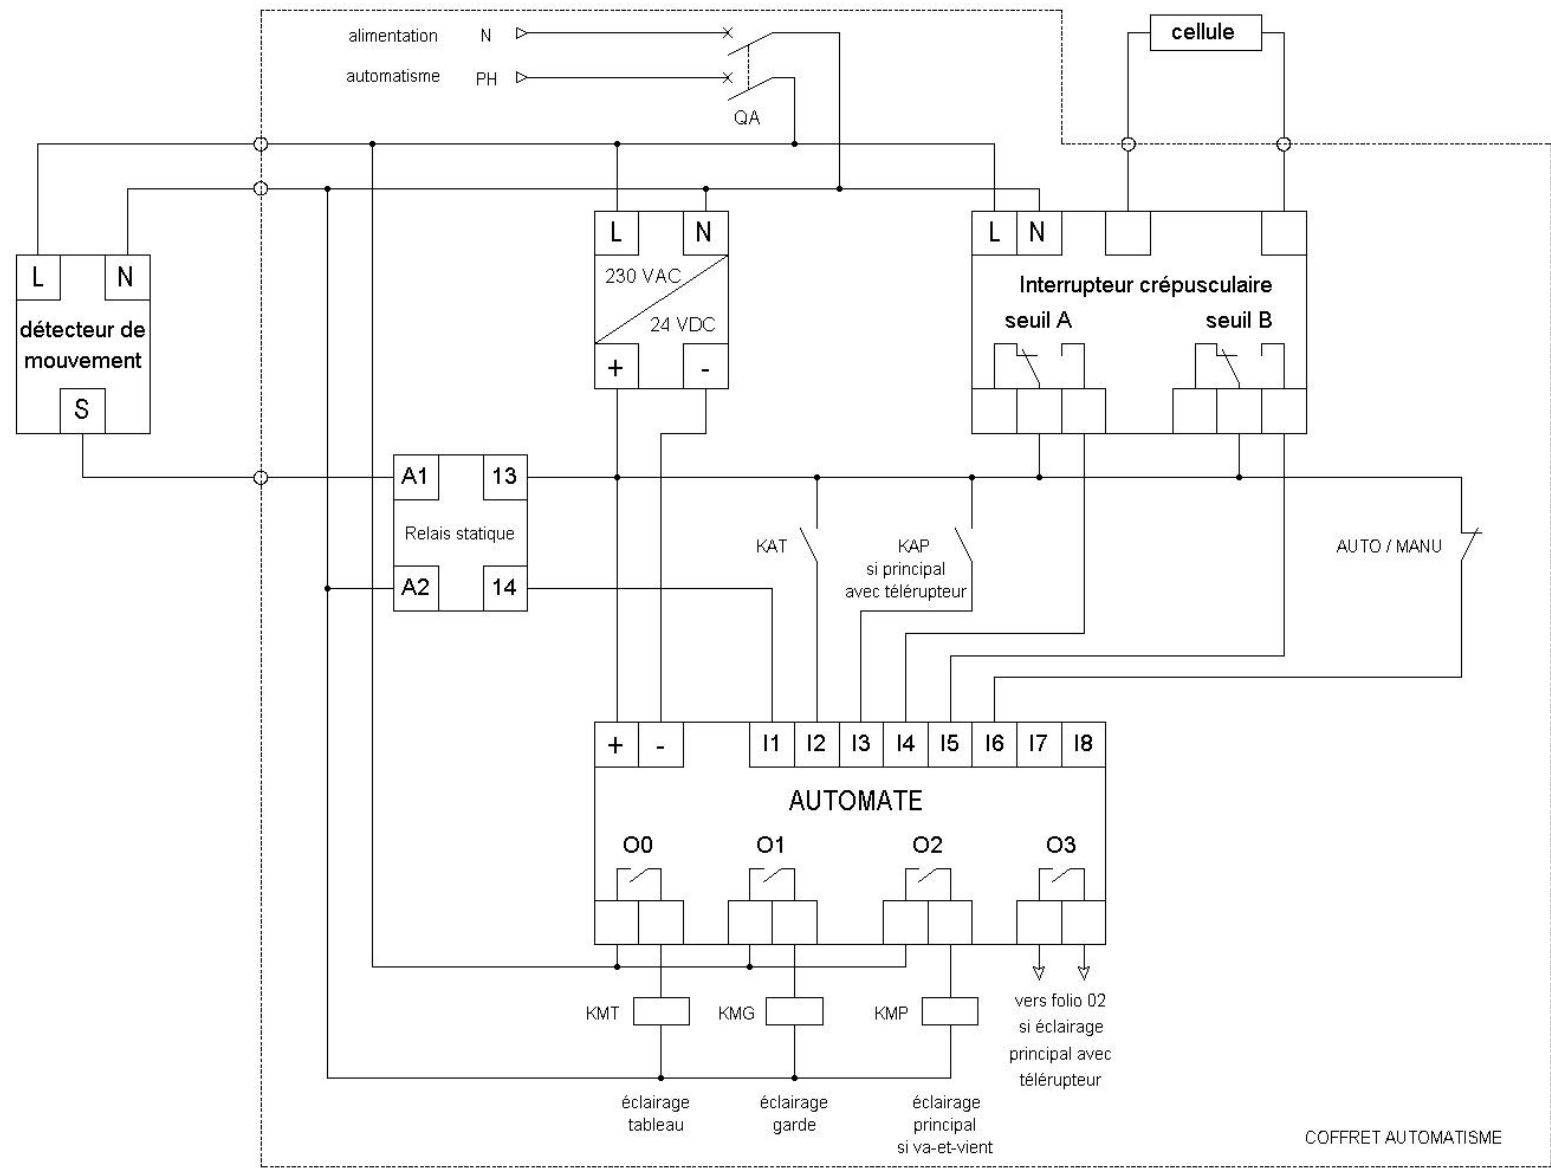 alimentation N
automatisme PH
QA
cellule
L N
détecteur de
mouvement
S
L N
230 VAC
24 VDC
+ -
L N
Interrupteur crépusculaire
seuil A seuil B
A1 13
Relais statique
A2 14
KAT
KAP
si principal
avec télérupteur
AUTO / MANU
+ - I1 I2 I3 I4 I5 I6 I7 I8
AUTOMATE
O0 O1 O2 O3
KMT KMG KMP
vers folio 02
si éclairage
principal avec
télérupteur
éclairage
tableau
éclairage
garde
éclairage
principal
si va-et-vient
COFFRET AUTOMATISME